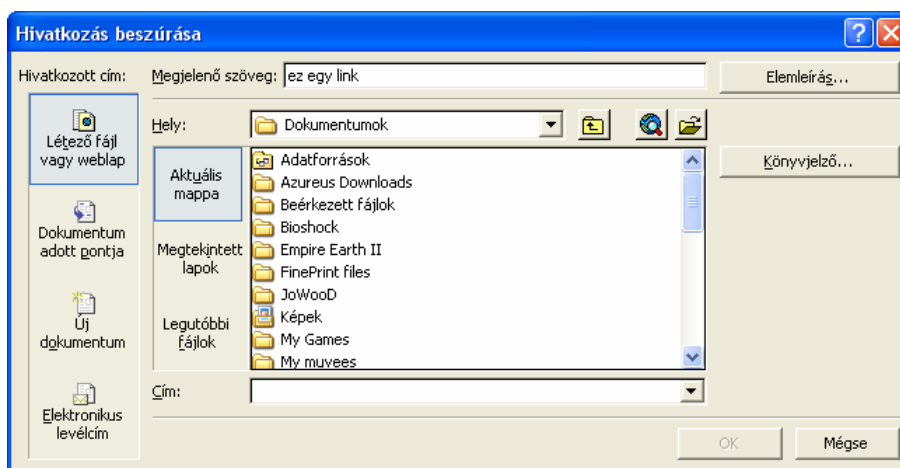 Hivatkozás beszúrása
Hivatkozott cím:
Megjelenő szöveg: ez egy link
Elemleírás...
Létező fájl
vagy weblap
Dokumentum
adott pontja
Új
dokumentum
Elektronikus
levélcím
Hely:
Dokumentumok
Könyvjelző...
Aktuális
mappa
Megtekintett
lapok
Legutóbbi
fájlok
Adatforrások
Azureus Downloads
Beérkezett fájlok
Bioshock
Empire Earth II
FinePrint files
JoWooD
Képek
My Games
My muvees
Cím:
OK
Mégse